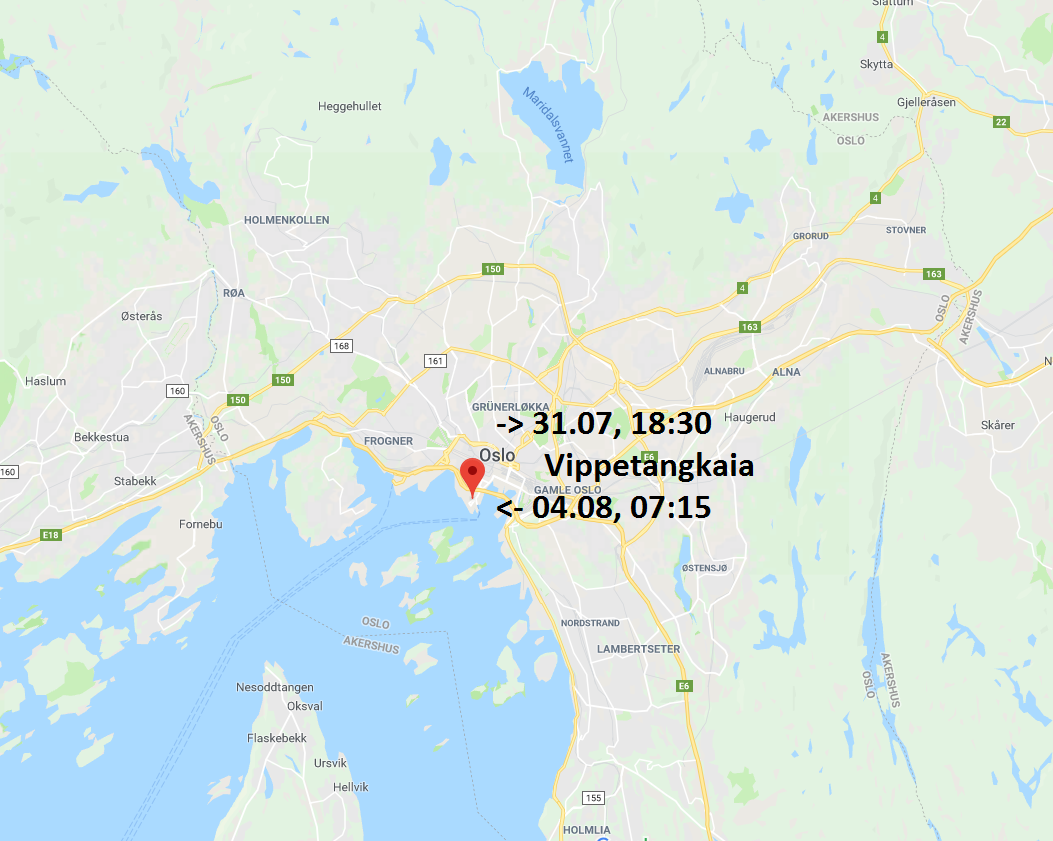 Slattum
4
Skytta
Maridalsvannet
Heggehullet
Gjelleråsen
AKERSHUS
22
OSLO
4
HOLMENKOLLEN
GRORUD
STOVNER
150
163
RØA
4
OSLO
AKERSHUS
Østerås
163
168
161
ALNABRU
ALNA
150
Haslum
160
150
GRÜNERLØKKA
-> 31.07, 18:30
Haugerud
Skårer
OSLO
AKERSHUS
Bekkestua
FROGNER
Oslo
E6
Vippetangkaia
160
Stabekk
GAMLE OSLO
<- 04.08, 07:15
Fornebu
E18
ØSTENSJØ
OSLO
AKERSHUS
NORDSTRAND
LAMBERTSETER
OSLO
AKERSHUS
Nesoddtangen
E6
Oksval
Flaskebekk
Ursvik
Hellvik
155
HOLMLIA